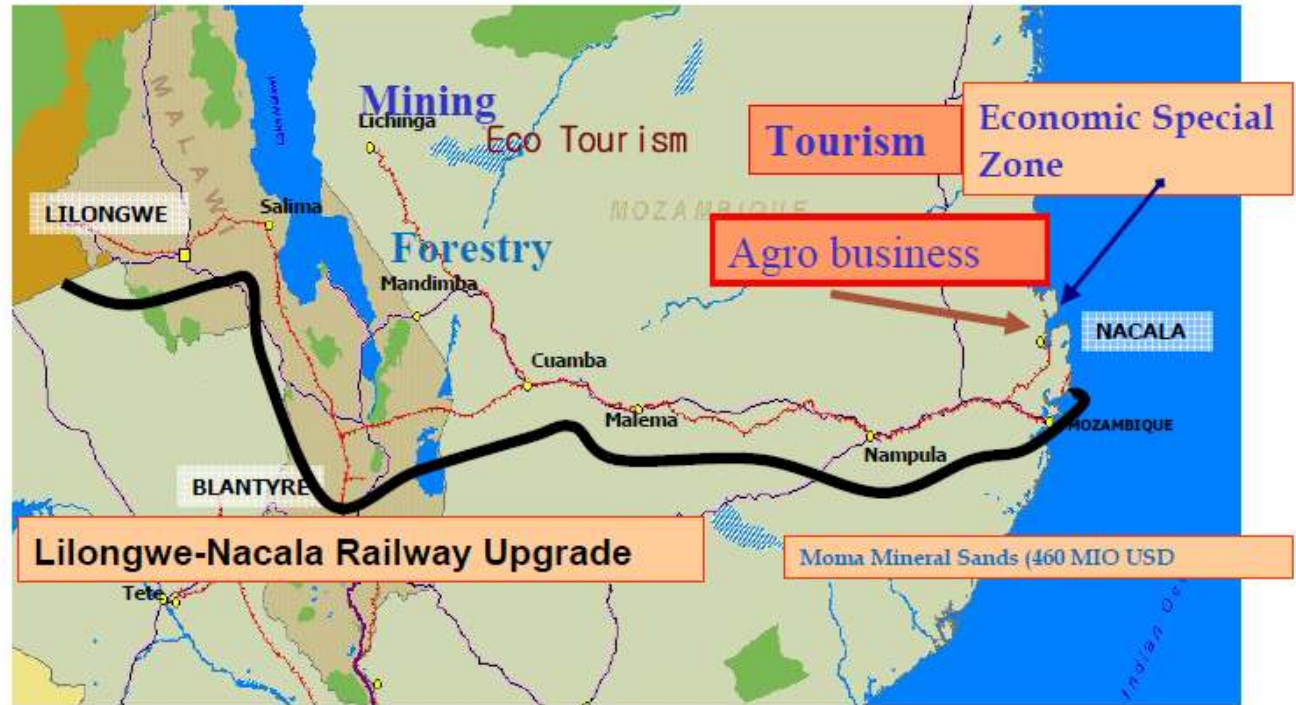 MALAWI
Mining
Lichinga
Eco Tourism
Tourism
Economic Special
Zone
LILONGWE
Salima
MOZAMBIQUE
Forestry
Agro business
Mandimba
NACALA
Cuamba
Malema
MOZAMBIQUE
Nampula
BLANTYRE
Lilongwe-Nacala Railway Upgrade
Moma Mineral Sands (460 MIO USD
Tete
Indian